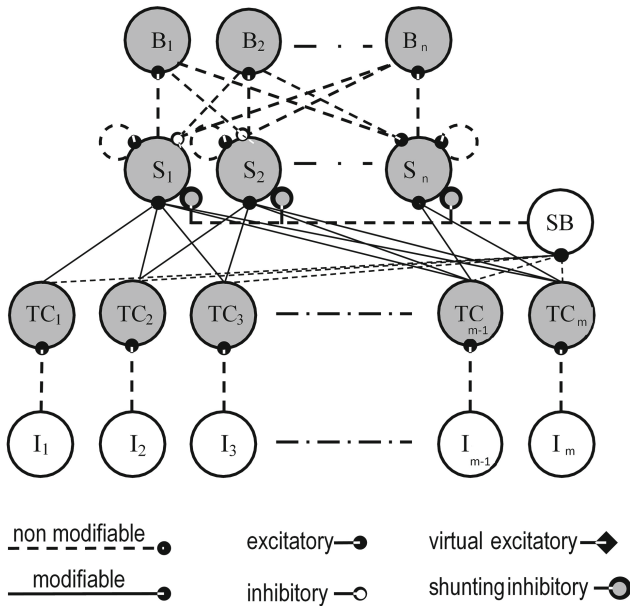 B1 B2 Bn
S1 S2 Sn
SB
TC1 TC2 TC3 TCm-1 TCm
I1 I2 I3 Im-1 Im
non modifiable excitatory virtual excitatory
modifiable inhibitory shunting inhibitory